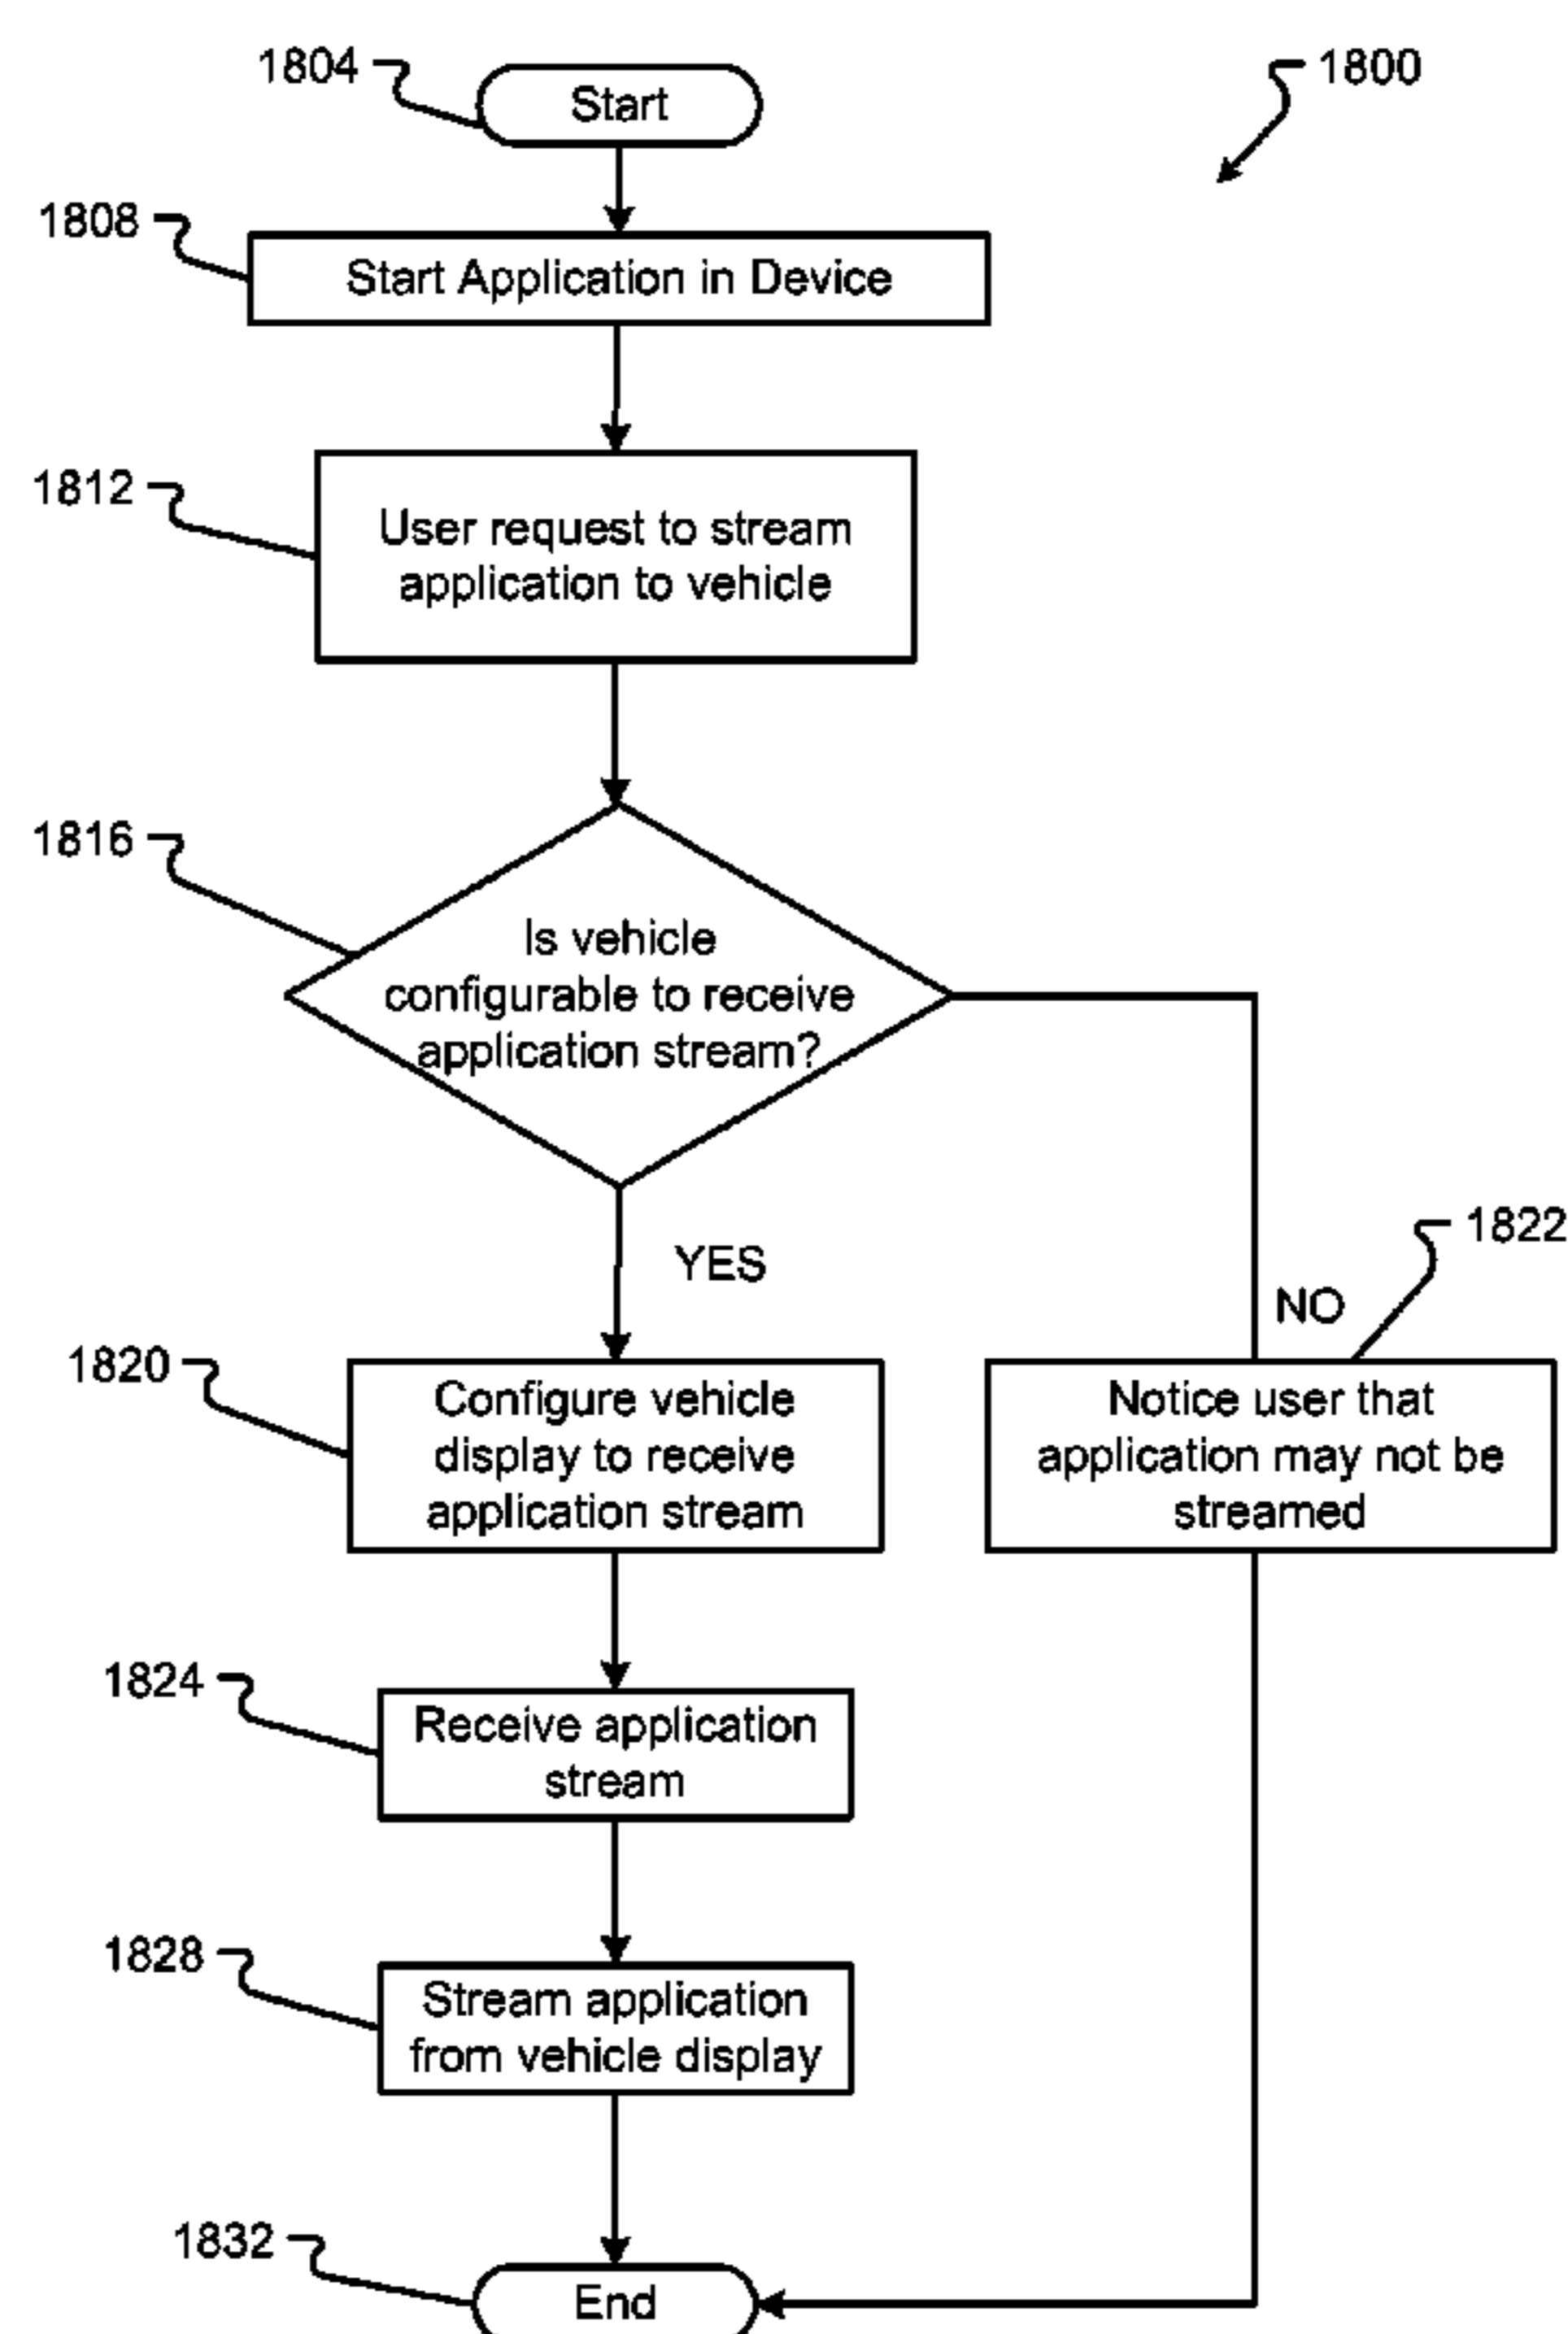 1804
Start
1800
1808
Start Application in Device
1812
User request to stream
application to vehicle
1816
Is vehicle
configurable to receive
application stream?
YES
1822
NO
1820
Configure vehicle
display to receive
application stream
Notice user that
application may not be
streamed
1824
Receive application
stream
1828
Stream application
from vehicle display
1832
End